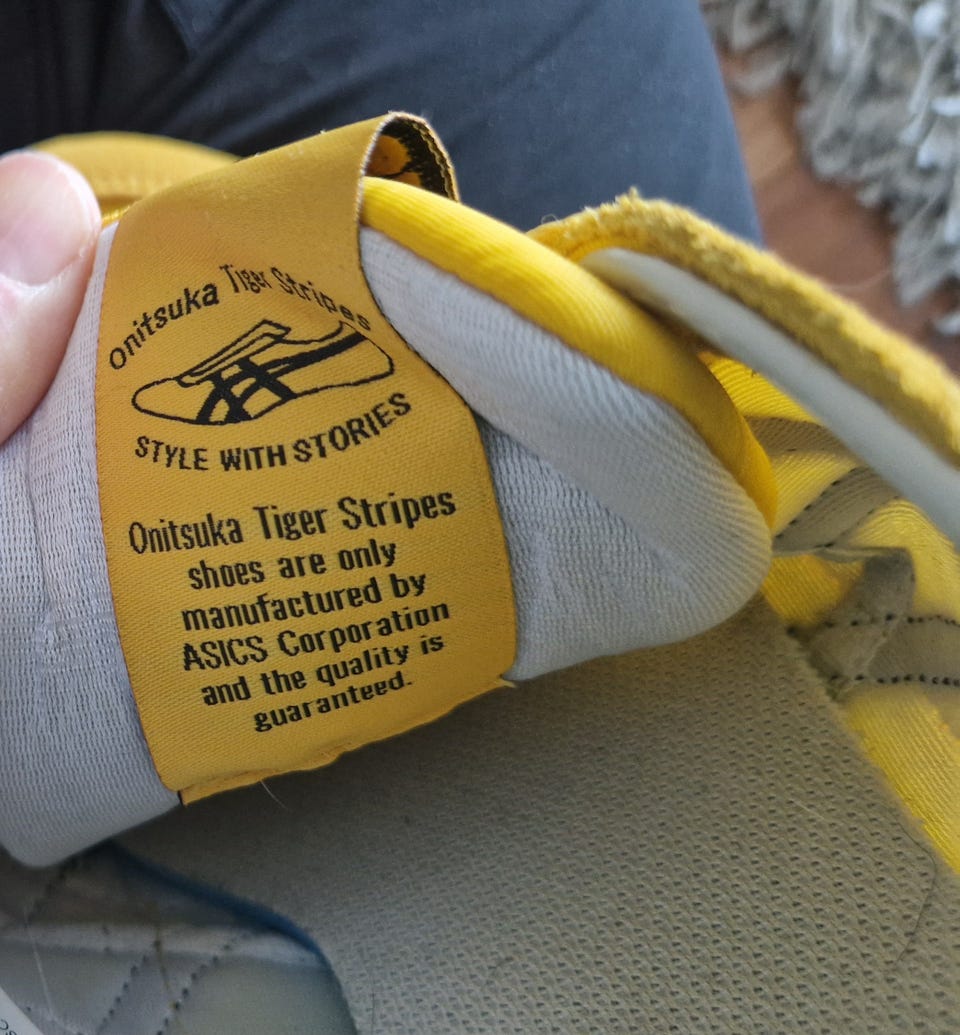 Onitsuka Tiger Stripes
STYLE WITH STORIES
Onitsuka Tiger Stripes
shoes are only
manufactured by
ASICS Corporation
and the quality is
guaranteed.